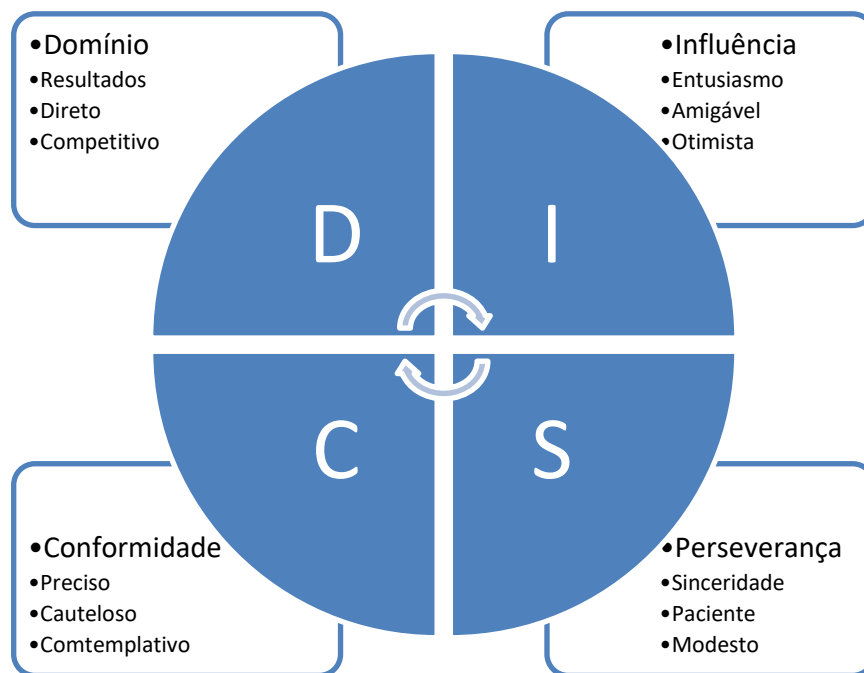 •Domínio
•Resultados
•Direto
•Competitivo
•Influência
•Entusiasmo
•Amigável
•Otimista
D
I
C
S
•Conformidade
•Preciso
•Cauteloso
•Comtemplativo
•Perseverança
•Sinceridade
•Paciente
•Modesto